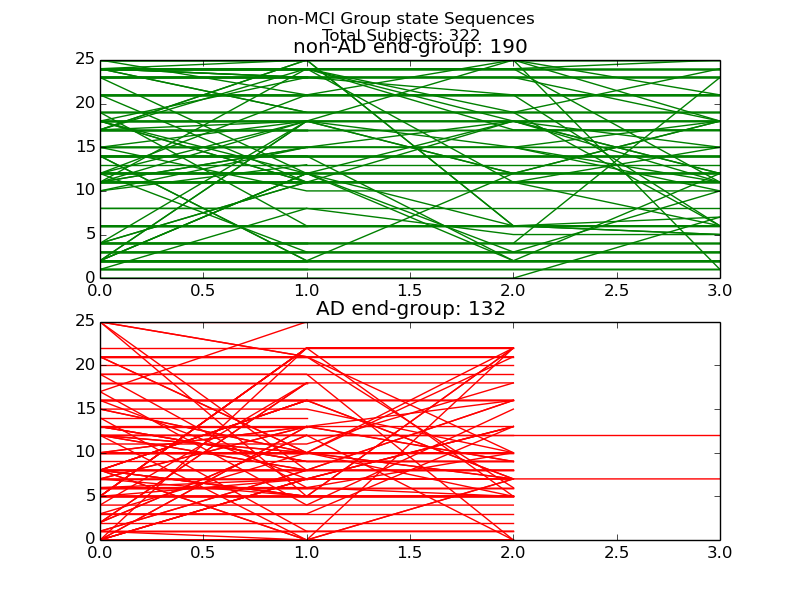 non-MCI Group state Sequences
Total Subjects: 322
non-AD end-group: 190
25
20
15
10
5
0
0.0 0.5 1.0 1.5 2.0 2.5 3.0
AD end-group: 132
25
20
15
10
5
0
0.0 0.5 1.0 1.5 2.0 2.5 3.0